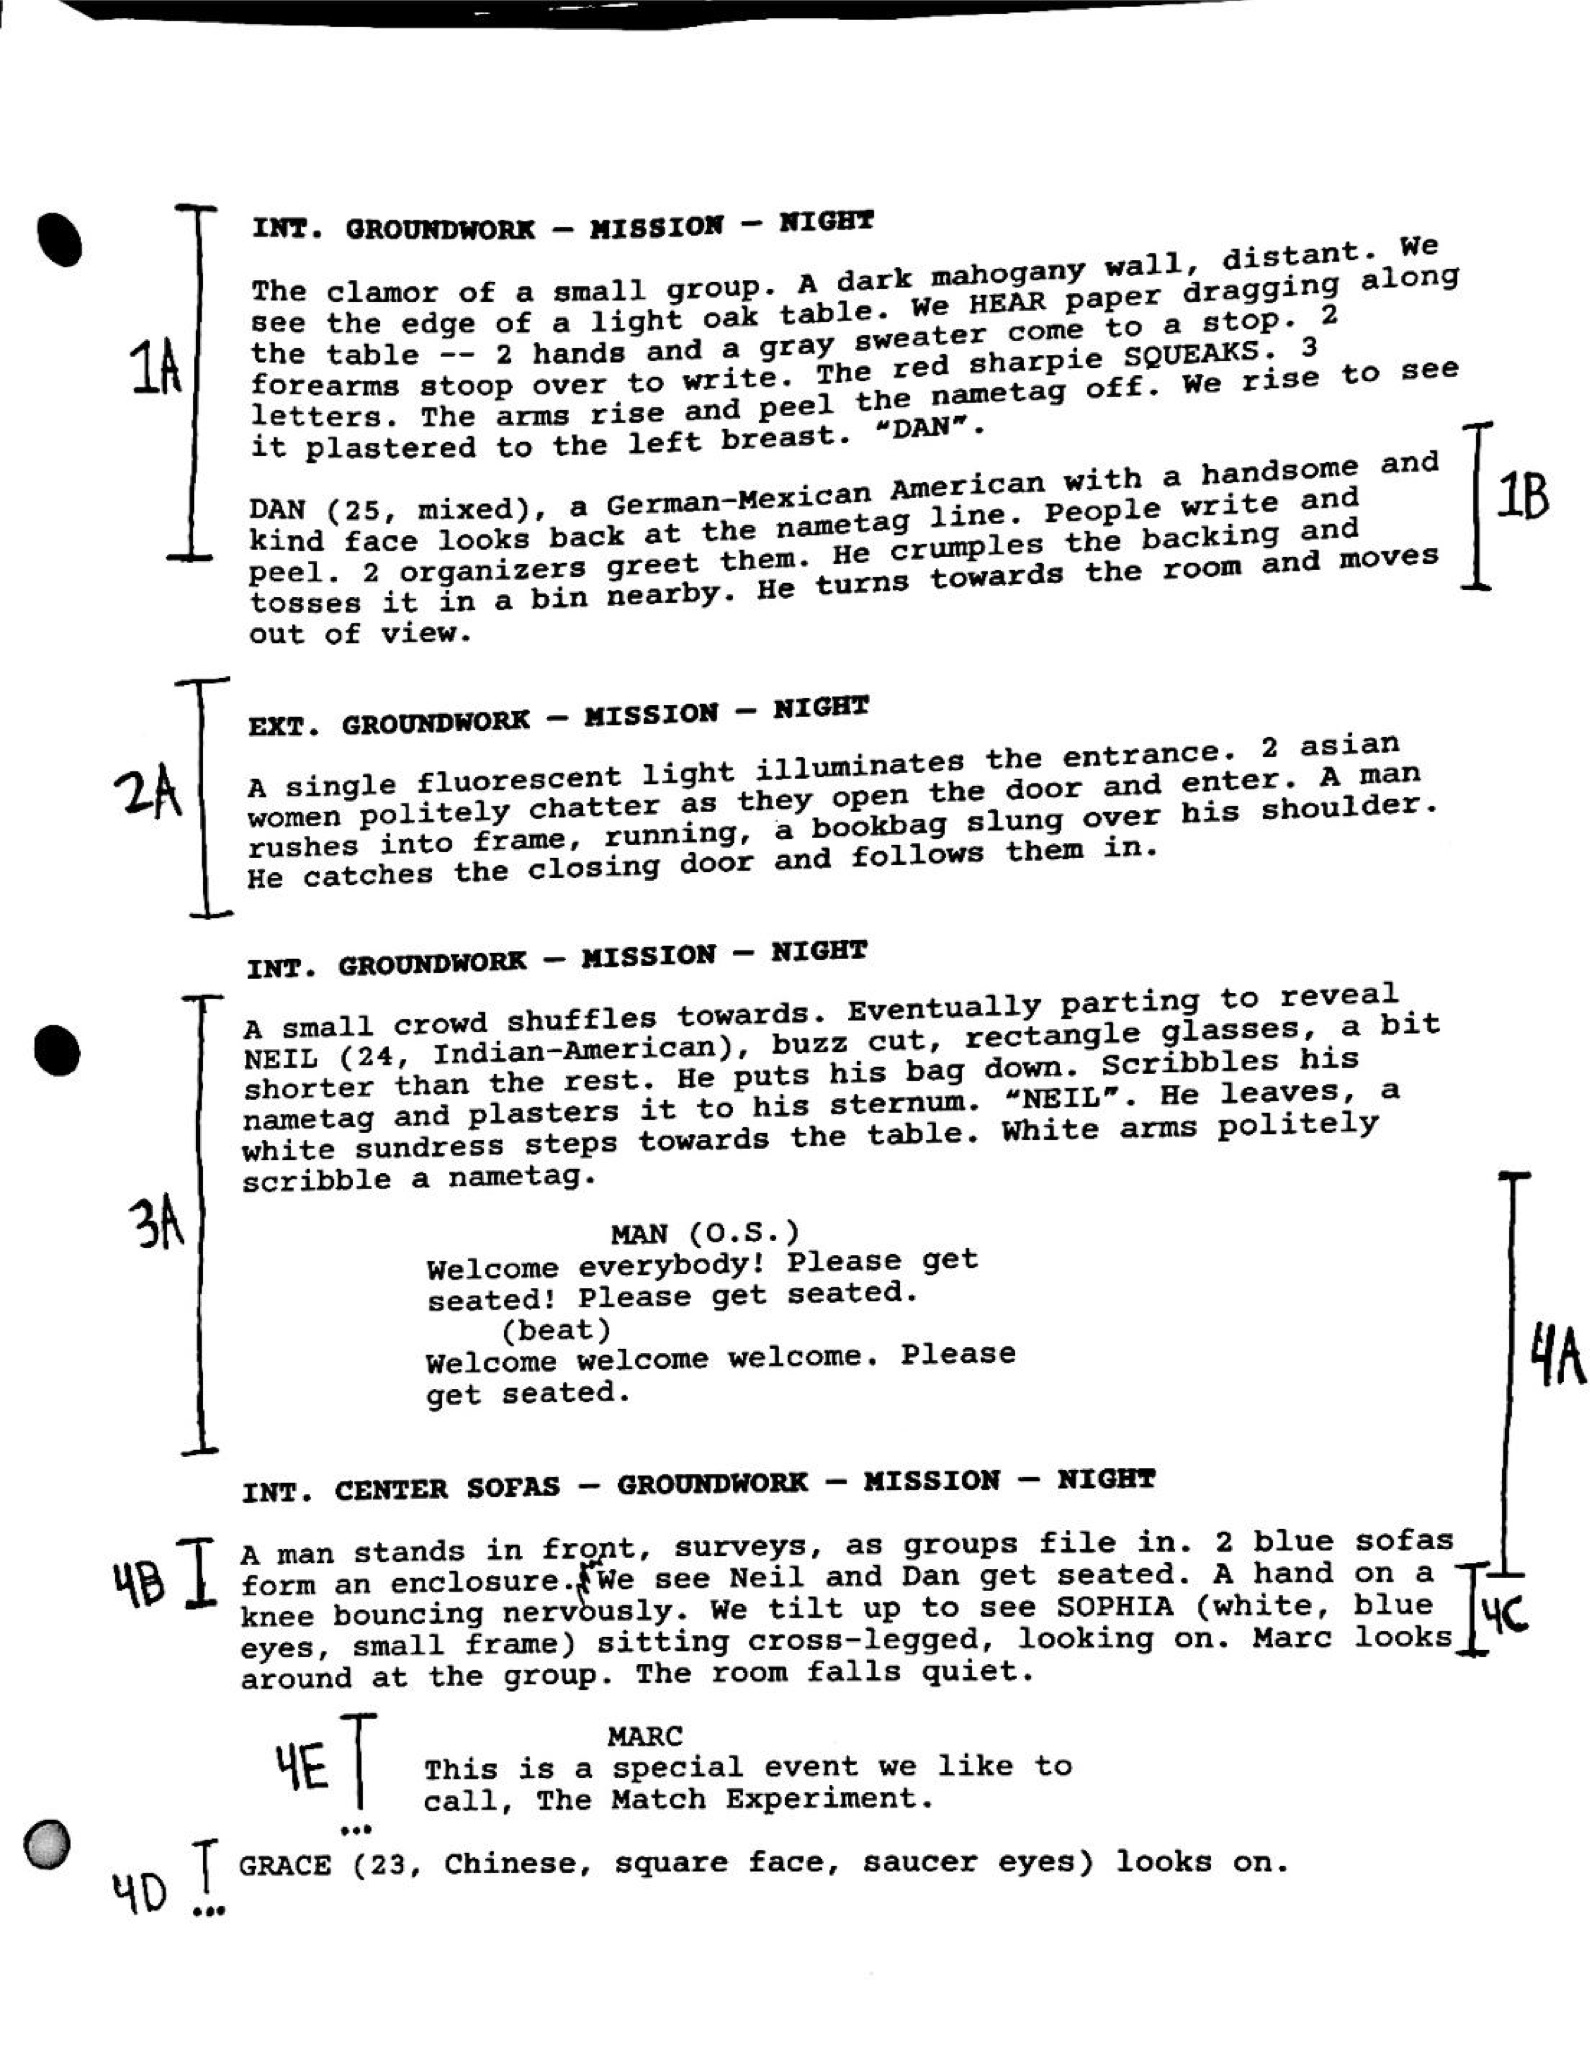 INT. GROUNDWORK — MISSION — NIGHT
The clamor of a small group. A dark mahogany wall, distant. We
see the edge of a light oak table. We HEAR paper dragging along
the table -- 2 hands and a gray sweater come to a stop. 2
1A
forearms stoop over to write. The red sharpie SQUEAKS. 3
letters. The arms rise and peel the nametag off. We rise to see
it plastered to the left breast. "DAN".
DAN (25, mixed), a German-Mexican American with a handsome and
1B
kind face looks back at the nametag line. People write and
peel. 2 organizers greet them. He crumples the backing and
tosses it in a bin nearby. He turns towards the room and moves
out of view.
EXT. GROUNDWORK — MISSION — NIGHT
2A
A single fluorescent light illuminates the entrance. 2 asian
women politely chatter as they open the door and enter. A man
rushes into frame, running, a bookbag slung over his shoulder.
He catches the closing door and follows them in.
INT. GROUNDWORK — MISSION — NIGHT
A small crowd shuffles towards. Eventually parting to reveal
NEIL (24, Indian-American), buzz cut, rectangle glasses, a bit
shorter than the rest. He puts his bag down. Scribbles his
nametag and plasters it to his sternum. "NEIL". He leaves, a
white sundress steps towards the table. White arms politely
scribble a nametag.
3A
MAN (O.S.)
Welcome everybody! Please get
seated! Please get seated.
(beat)
Welcome welcome welcome. Please
get seated.
4A
INT. CENTER SOFAS — GROUNDWORK — MISSION — NIGHT
4B
A man stands in front, surveys, as groups file in. 2 blue sofas
form an enclosure. We see Neil and Dan get seated. A hand on a
knee bouncing nervously. We tilt up to see SOPHIA (white, blue
4C
eyes, small frame) sitting cross-legged, looking on. Marc looks
around at the group. The room falls quiet.
MARC
4E
This is a special event we like to
call, The Match Experiment.
...
GRACE (23, Chinese, square face, saucer eyes) looks on.
4D
...